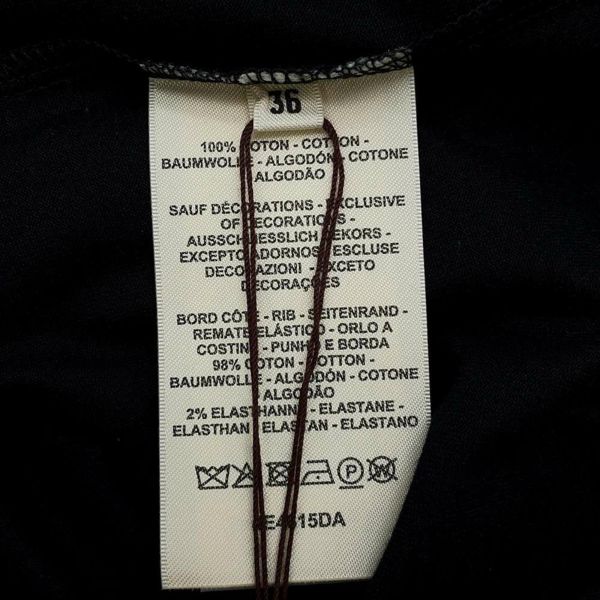 36
100% COTON - COTTON -
BAUMWOLLE - ALGODÓN - COTONE
ALGODÃO
SAUF DÉCORATIONS - EXCLUSIVE
OF DECORATIONS -
AUSSCHLIESSLICH DEKORS -
EXCEPTO ADORNOS - ESCLUSE
DECORAZIONI - EXCETO
DECORAÇÕES
BORD CÔTE - RIB - SEITENRAND -
REMATE ELÁSTICO - ORLO A
COSTINE - PUNHO E BORDA
98% COTON - COTTON -
BAUMWOLLE - ALGODÓN - COTONE
ALGODÃO
2% ELASTHANNE - ELASTANE -
ELASTHAN - ELASTAN - ELASTANO
P W